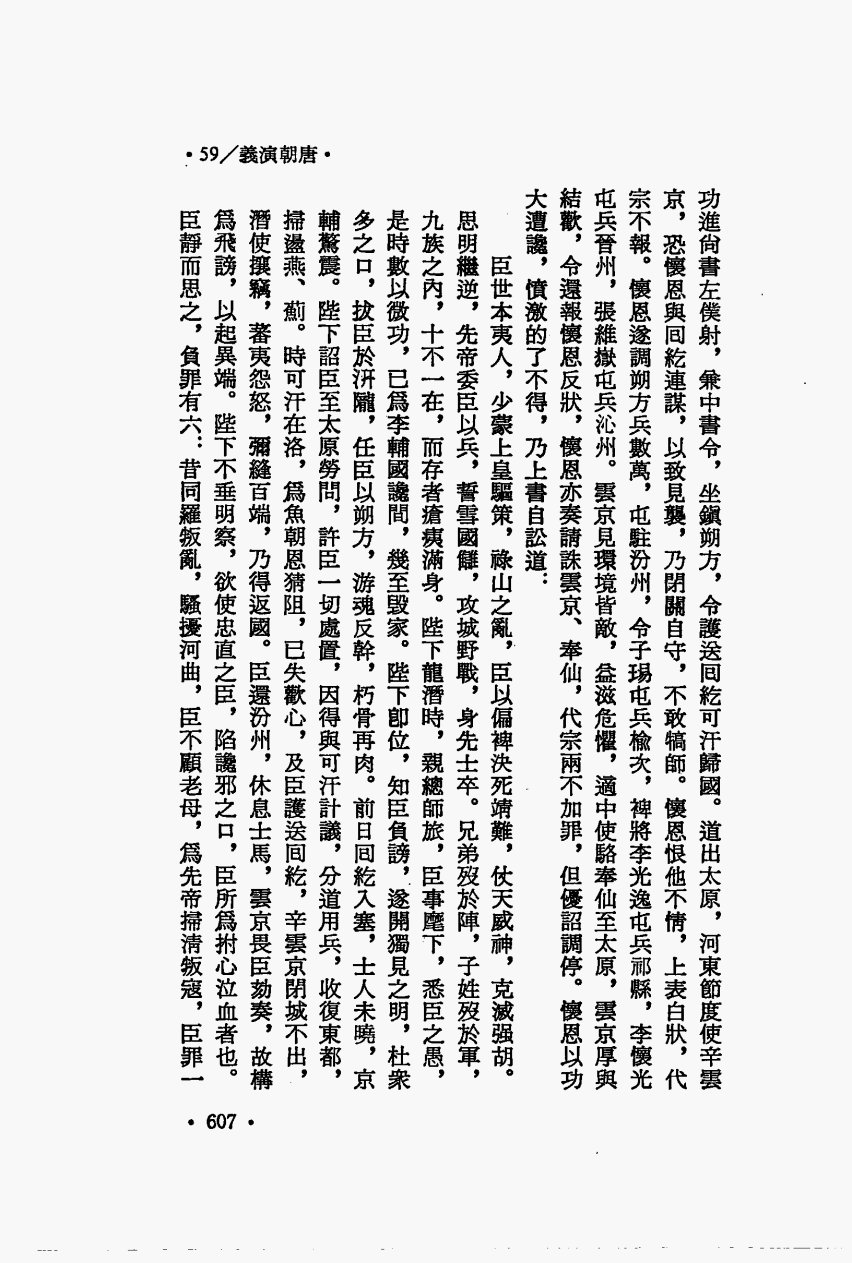 •59／義演朝唐•
功進尙書左僕射，兼中書令，坐鎭朔方，令護送回紇可汗歸國。道出太原，河東節度使辛雲
京，恐懷恩與回紇連謀，以致見襲，乃閉關自守，不敢犒師。懷恩恨他不情，上表白狀，代
宗不報。懷恩遂調朔方兵數萬，屯駐汾州，令子瑒屯兵榆次，裨將李光逸屯兵祁縣，李懷光
屯兵晉州，張維嶽屯兵沁州。雲京見環境皆敵，益滋危懼，適中使駱奉仙至太原，雲京厚與
結歡，令還報懷恩反狀，懷恩亦奏請誅雲京、奉仙，代宗兩不加罪，但優詔調停。懷恩以功
大遭讒，憤激的了不得，乃上書自訟道：
臣世本夷人，少蒙上皇驅策，祿山之亂，臣以偏裨決死靖難，仗天威神，克滅强胡。
思明繼逆，先帝委臣以兵，誓雪國讎，攻城野戰，身先士卒。兄弟歿於陣，子姓歿於軍，
九族之內，十不一在，而存者瘡痍滿身。陛下龍潛時，親總師旅，臣事麾下，悉臣之愚，
是時數以微功，已爲李輔國讒間，幾至毀家。陛下卽位，知臣負謗，遂開獨見之明，杜衆
多之口，拔臣於汧隴，任臣以朔方，游魂反幹，朽骨再肉。前日回紇入塞，士人未曉，京
輔驚震。陛下詔臣至太原勞問，許臣一切處置，因得與可汗計議，分道用兵，收復東都，
掃盪燕、薊。時可汗在洛，爲魚朝恩猜阻，已失歡心，及臣護送回紇，辛雲京閉城不出，
潛使攘竊，蕃夷怨怒，彌縫百端，乃得返國。臣還汾州，休息士馬，雲京畏臣劾奏，故構
爲飛謗，以起異端。陛下不垂明察，欲使忠直之臣，陷讒邪之口，臣所爲拊心泣血者也。
臣靜而思之，負罪有六：昔同羅叛亂，騷擾河曲，臣不顧老母，爲先帝掃淸叛寇，臣罪一
•607•